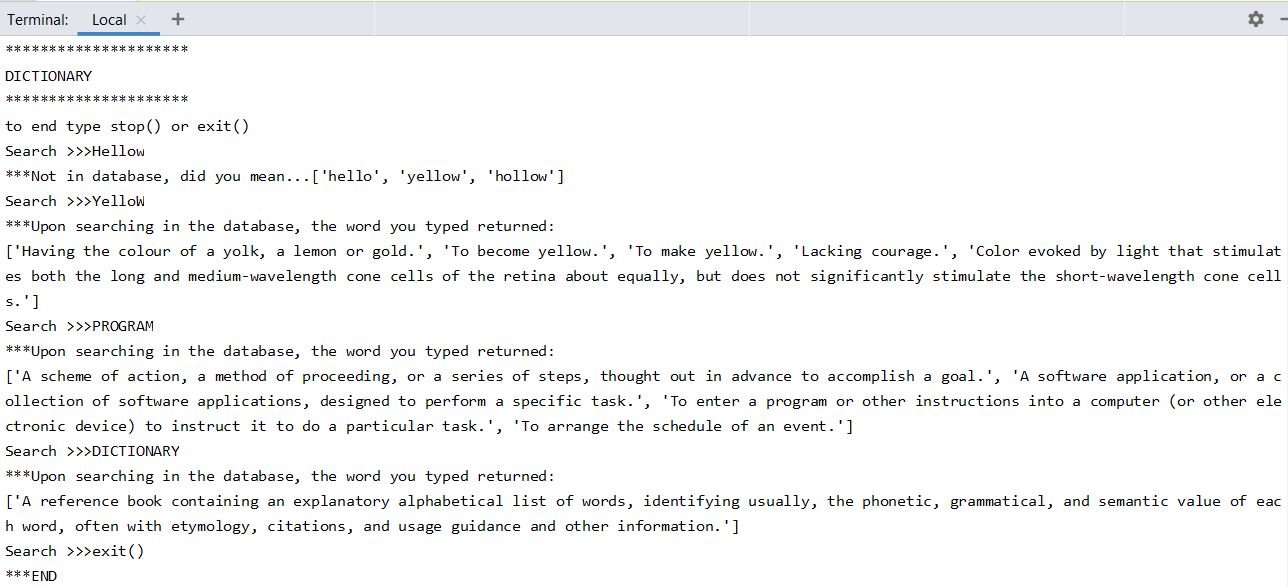 Terminal: Local × +
*********************
DICTIONARY
*********************
to end type stop() or exit()
Search >>>Hellow
***Not in database, did you mean...['hello', 'yellow', 'hollow']
Search >>>YelloW
***Upon searching in the database, the word you typed returned:
['Having the colour of a yolk, a lemon or gold.', 'To become yellow.', 'To make yellow.', 'Lacking courage.', 'Color evoked by light that stimulat
es both the long and medium-wavelength cone cells of the retina about equally, but does not significantly stimulate the short-wavelength cone cell
s.']
Search >>>PROGRAM
***Upon searching in the database, the word you typed returned:
['A scheme of action, a method of proceeding, or a series of steps, thought out in advance to accomplish a goal.', 'A software application, or a c
ollection of software applications, designed to perform a specific task.', 'To enter a program or other instructions into a computer (or other ele
ctronic device) to instruct it to do a particular task.', 'To arrange the schedule of an event.']
Search >>>DICTIONARY
***Upon searching in the database, the word you typed returned:
['A reference book containing an explanatory alphabetical list of words, identifying usually, the phonetic, grammatical, and semantic value of eac
h word, often with etymology, citations, and usage guidance and other information.']
Search >>>exit()
***END